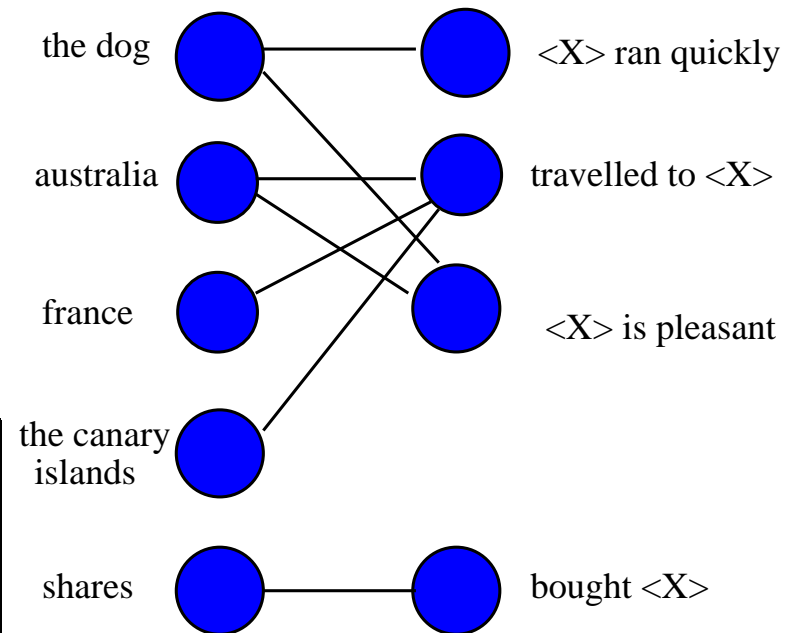 the dog
<X> ran quickly
australia
travelled to <X>
france
<X> is pleasant
the canary
islands
shares
bought <X>